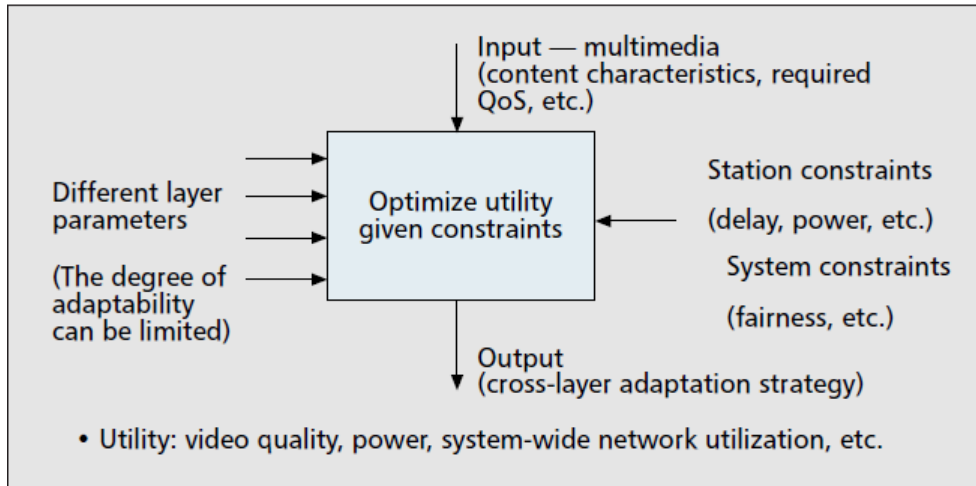 Input — multimedia
(content characteristics, required
QoS, etc.)
Different layer
parameters
(The degree of
adaptability
can be limited)
Optimize utility
given constraints
Station constraints
(delay, power, etc.)
System constraints
(fairness, etc.)
Output
(cross-layer adaptation strategy)
• Utility: video quality, power, system-wide network utilization, etc.